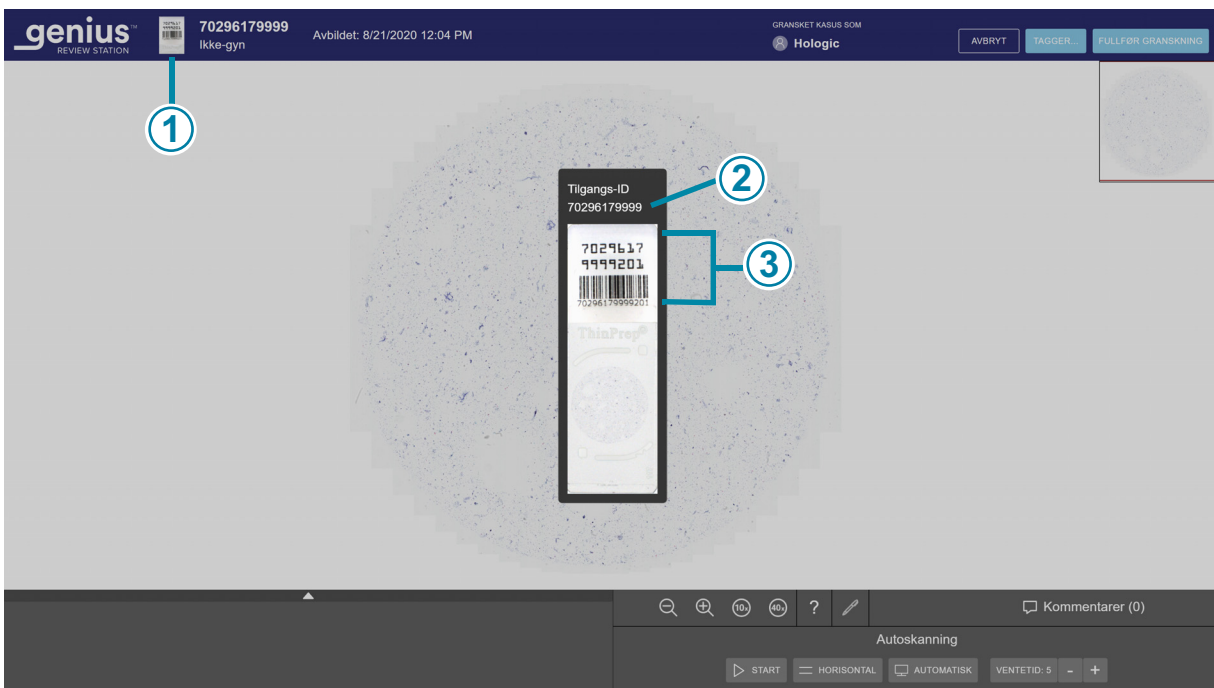 genius™
REVIEW STATION
70296179999
Ikke-gyn
Avbildet: 8/21/2020 12:04 PM
GRANSKET KASUS SOM
Hologic
AVBRYT
TAGGER...
FULLFØR GRANSKNING
1
2
3
Tilgangs-ID
70296179999
7029617
9999201
70296179999201
ThinPrep®
10x
40x
?
Kommentarer (0)
Autoskanning
START
HORISONTAL
AUTOMATISK
VENTETID: 5
-
+